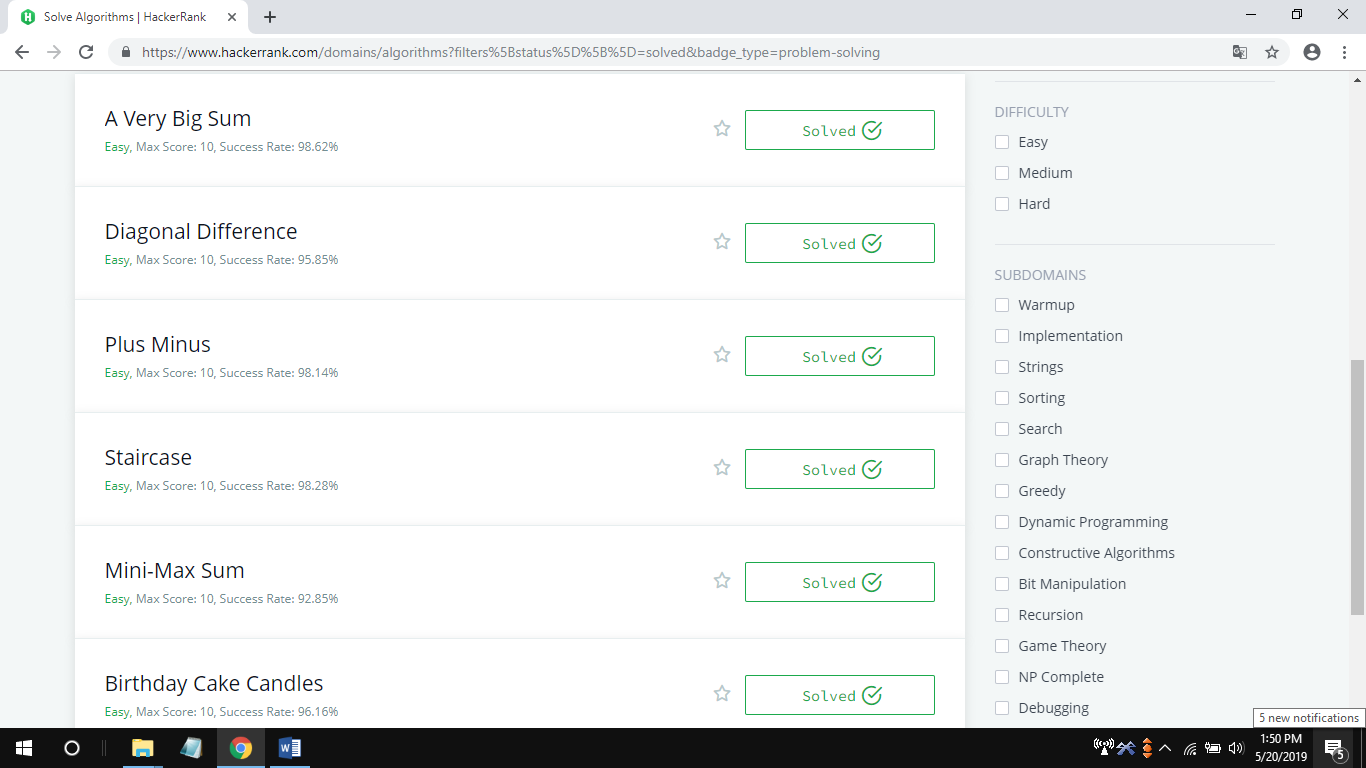 Solve Algorithms | HackerRank
https://www.hackerrank.com/domains/algorithms?filters%5Bstatus%5D%5B%5D=solved&badge_type=problem-solving
A Very Big Sum
Easy, Max Score: 10, Success Rate: 98.62%
Solved
Diagonal Difference
Easy, Max Score: 10, Success Rate: 95.85%
Solved
Plus Minus
Easy, Max Score: 10, Success Rate: 98.14%
Solved
Staircase
Easy, Max Score: 10, Success Rate: 98.28%
Solved
Mini-Max Sum
Easy, Max Score: 10, Success Rate: 92.85%
Solved
Birthday Cake Candles
Easy, Max Score: 10, Success Rate: 96.16%
Solved
DIFFICULTY
Easy
Medium
Hard
SUBDOMAINS
Warmup
Implementation
Strings
Sorting
Search
Graph Theory
Greedy
Dynamic Programming
Constructive Algorithms
Bit Manipulation
Recursion
Game Theory
NP Complete
Debugging
5 new notifications
1:50 PM
5/20/2019
5